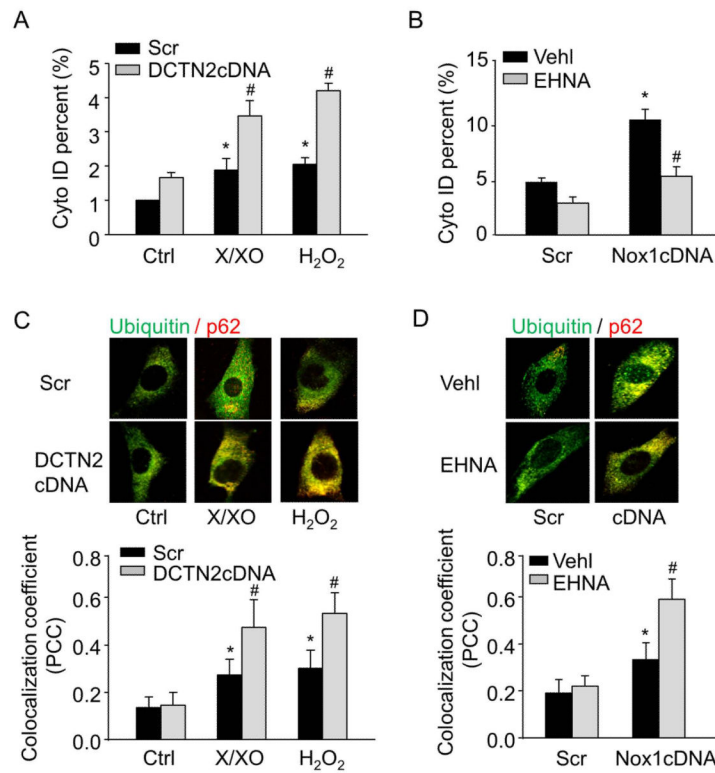 A
Scr
DCTN2cDNA
Cyto ID percent (%)
5
4
3
2
1
0
#
#
*
*
Ctrl
X/XO
H₂O₂
B
Vehl
EHNA
Cyto ID percent (%)
15
10
5
0
*
#
Scr
Nox1cDNA
C
Ubiquitin / p62
Scr
DCTN2
cDNA
Ctrl
X/XO
H₂O₂
Scr
DCTN2cDNA
Colocalization coefficient
(PCC)
0.8
0.6
0.4
0.2
0.0
*
#
*
#
Ctrl
X/XO
H₂O₂
D
Ubiquitin / p62
Vehl
EHNA
Scr
cDNA
Vehl
EHNA
Colocalization coefficient
(PCC)
0.8
0.6
0.4
0.2
0.0
*
#
Scr
Nox1cDNA